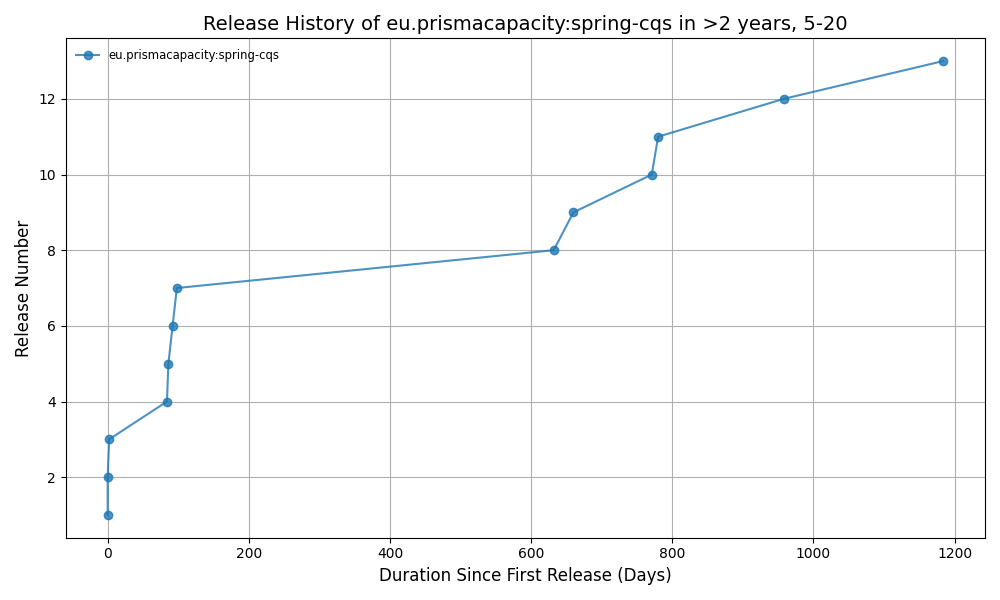 Release History of eu.prismacapacity:spring-cqs in >2 years, 5-20
eu.prismacapacity:spring-cqs
Release Number
12
10
8
6
4
2
0 200 400 600 800 1000 1200
Duration Since First Release (Days)